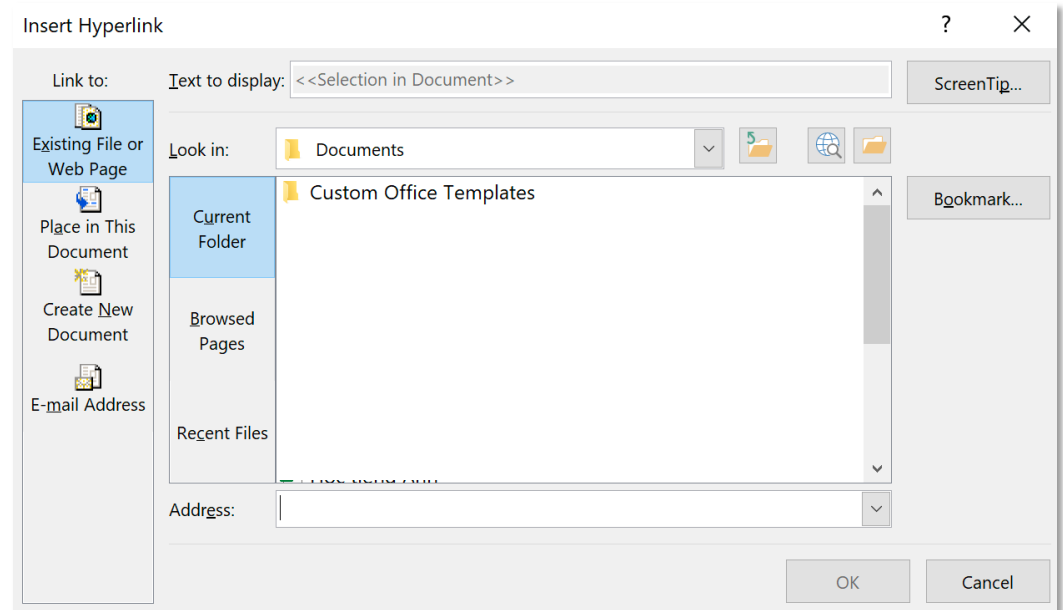 Insert Hyperlink
?
Link to:
Text to display:
<<Selection in Document>>
ScreenTip...
Existing File or
Web Page
Look in:
Documents
Bookmark...
Current
Folder
Custom Office Templates
Place in This
Document
Create New
Document
Browsed
Pages
E-mail Address
Recent Files
Address:
OK
Cancel